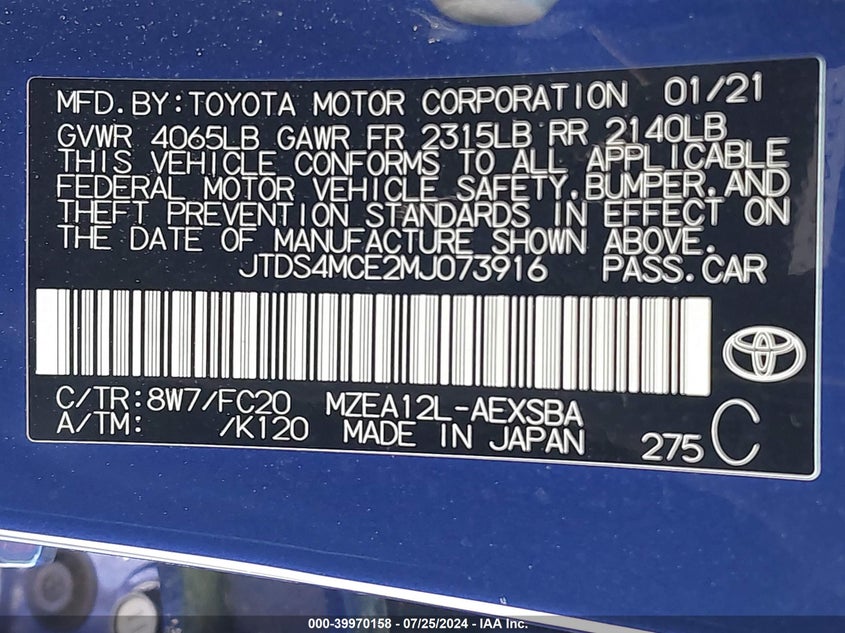 MFD.BY:TOYOTA MOTOR CORPORATION 01/21
GVWR 4065LB GAWR FR 2315LB RR 2140LB
THIS VEHICLE CONFORMS TO ALL APPLICABLE
FEDERAL MOTOR VEHICLE SAFETY,BUMPER,AND
THEFT PREVENTION STANDARDS IN EFFECT ON
THE DATE OF MANUFACTURE SHOWN ABOVE.
JTDS4MCE2MJ073916 PASS.CAR
C/TR:8W7/FC20 MZEA12L-AEXSBA
A/TM: /K120 MADE IN JAPAN 275 C
000-39970158 - 07/25/2024 - IAA Inc.